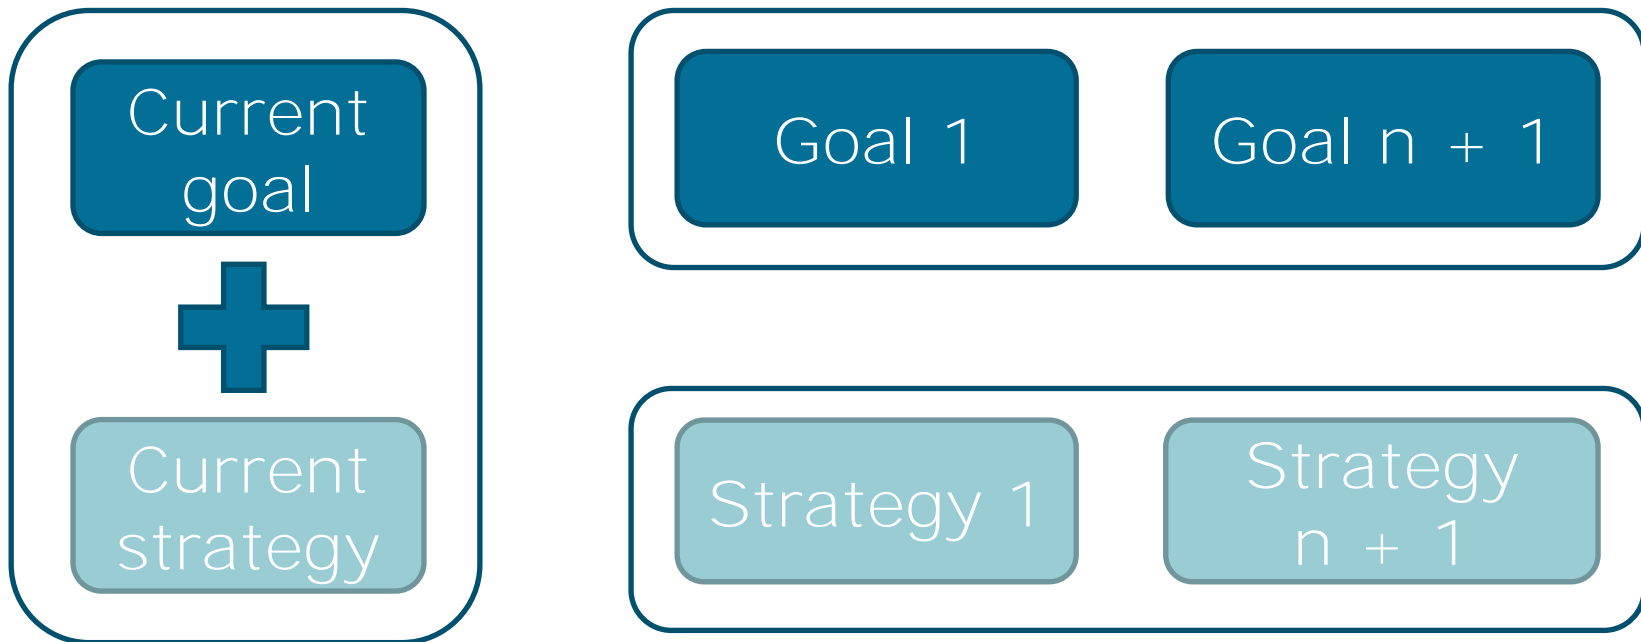 Current
goal
Current
strategy
Goal 1
Goal n + 1
Strategy 1
Strategy
n + 1